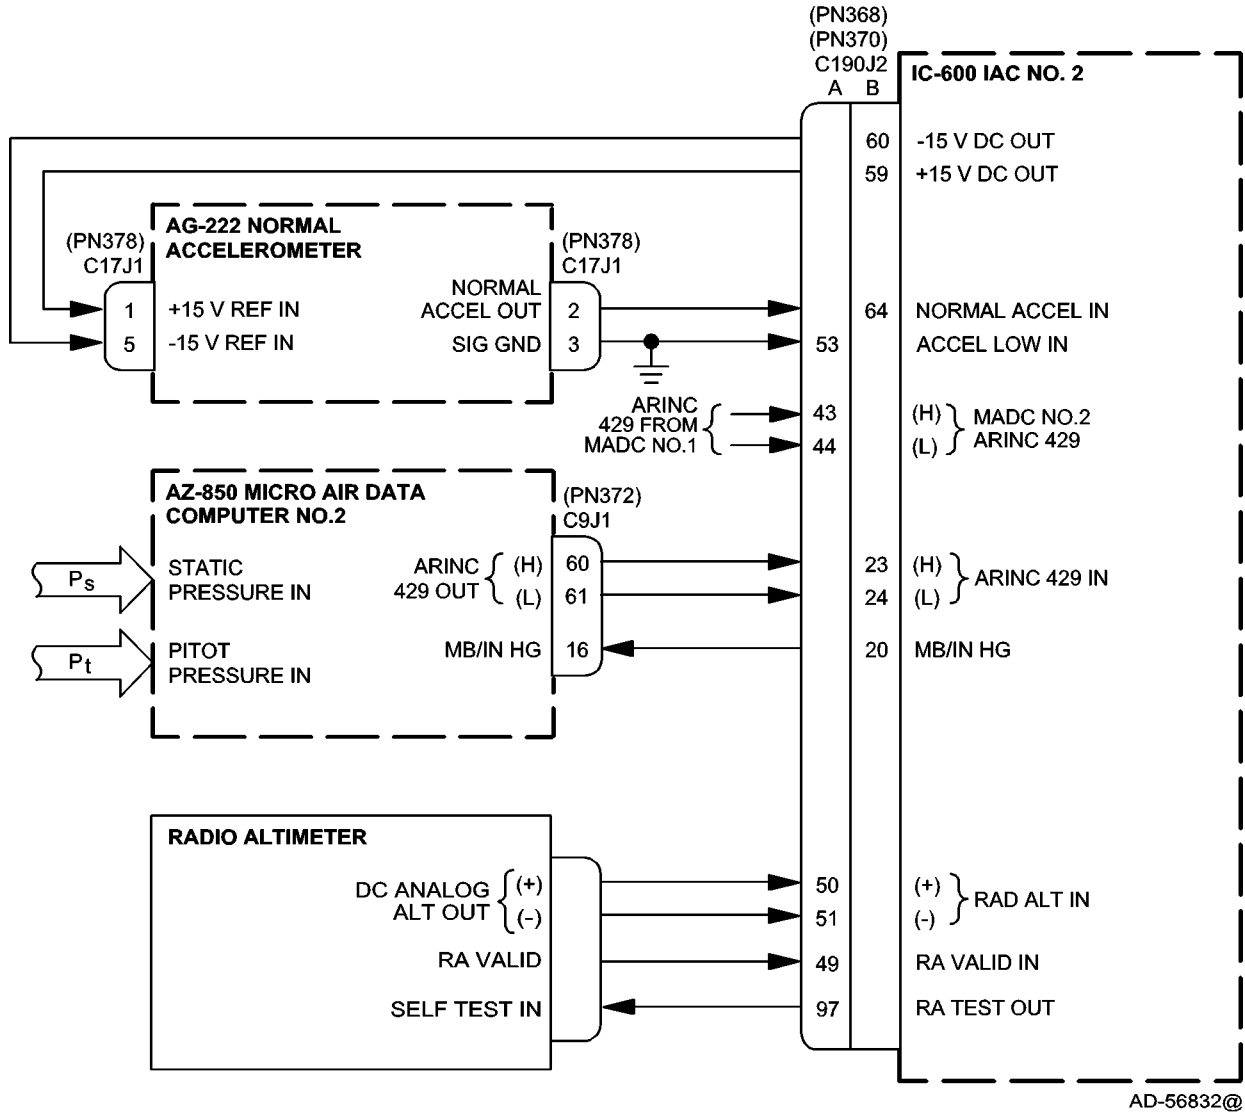 (PN368)
(PN370)
C190J2
A B
IC-600 IAC NO. 2
60 -15 V DC OUT
59 +15 V DC OUT
AG-222 NORMAL
ACCELEROMETER
(PN378)
C17J1
(PN378)
C17J1
1 +15 V REF IN
5 -15 V REF IN
NORMAL
ACCEL OUT 2
SIG GND 3
64 NORMAL ACCEL IN
53 ACCEL LOW IN
ARINC
429 FROM
MADC NO.1
43 (H)
44 (L)
MADC NO.2
ARINC 429
AZ-850 MICRO AIR DATA
COMPUTER NO.2
(PN372)
C9J1
Ps
STATIC
PRESSURE IN
ARINC
429 OUT
(H) 60
(L) 61
23 (H)
24 (L)
ARINC 429 IN
Pt
PITOT
PRESSURE IN
MB/IN HG 16
20 MB/IN HG
RADIO ALTIMETER
DC ANALOG
ALT OUT
(+)
(-)
50 (+)
51 (-)
RAD ALT IN
RA VALID
49 RA VALID IN
SELF TEST IN
97 RA TEST OUT
AD-56832@